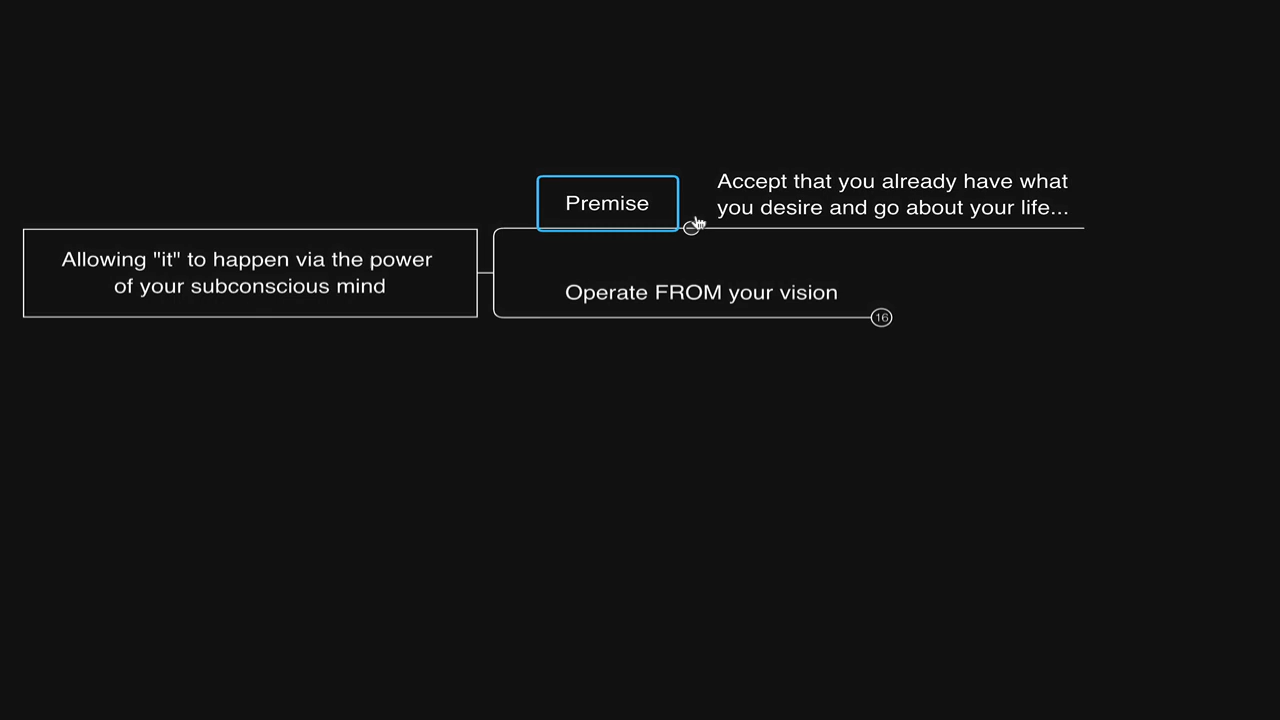 Premise
Accept that you already have what
you desire and go about your life...
Allowing "it" to happen via the power
of your subconscious mind
Operate FROM your vision
16